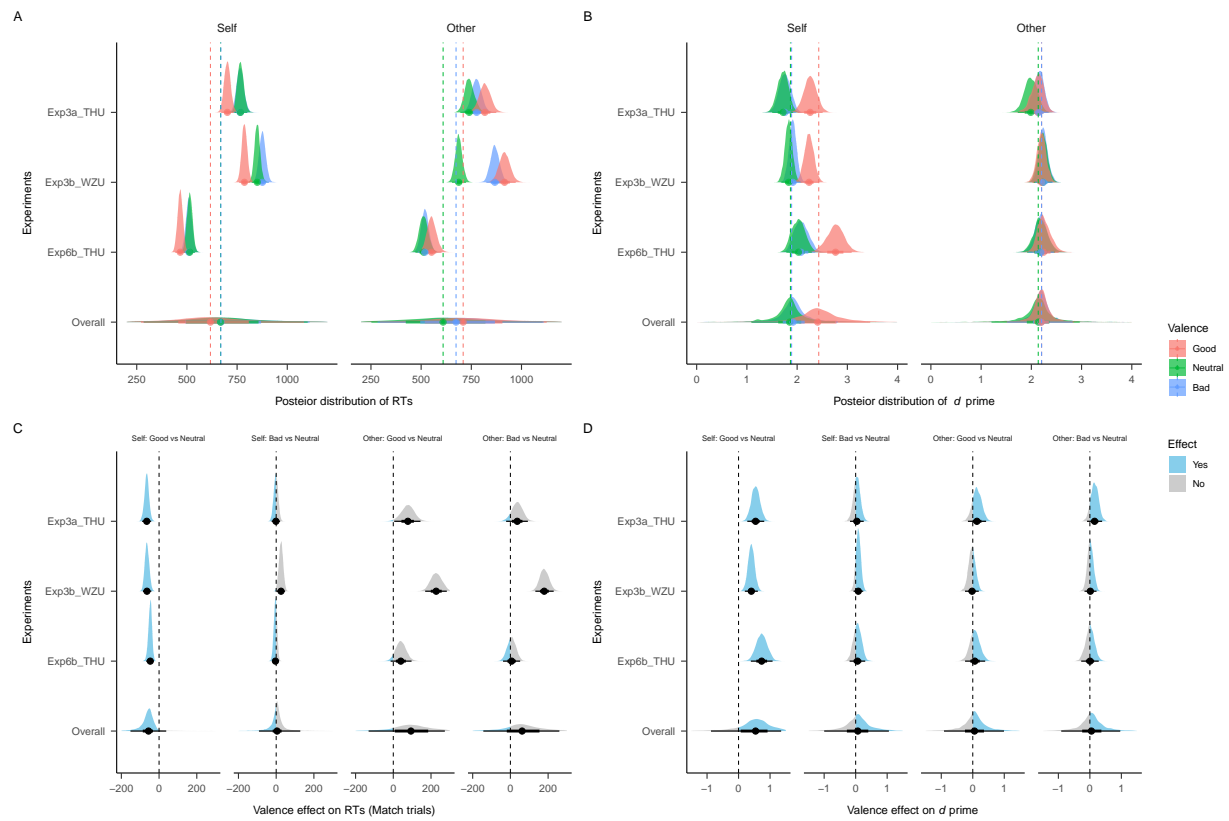 A
Self
Other
Experiments
Exp3a_THU
Exp3b_WZU
Exp6b_THU
Overall
250 500 750 1000
250 500 750 1000
Posteior distribution of RTs
B
Self
Other
Experiments
Exp3a_THU
Exp3b_WZU
Exp6b_THU
Overall
0 1 2 3 4
0 1 2 3 4
Posterior distribution of d prime
Valence
Good
Neutral
Bad
C
Self: Good vs Neutral
Self: Bad vs Neutral
Other: Good vs Neutral
Other: Bad vs Neutral
Experiments
Exp3a_THU
Exp3b_WZU
Exp6b_THU
Overall
−200 0 200
−200 0 200
−200 0 200
−200 0 200
Valence effect on RTs (Match trials)
D
Self: Good vs Neutral
Self: Bad vs Neutral
Other: Good vs Neutral
Other: Bad vs Neutral
Experiments
Exp3a_THU
Exp3b_WZU
Exp6b_THU
Overall
−1 0 1
−1 0 1
−1 0 1
−1 0 1
Valence effect on d prime
Effect
Yes
No